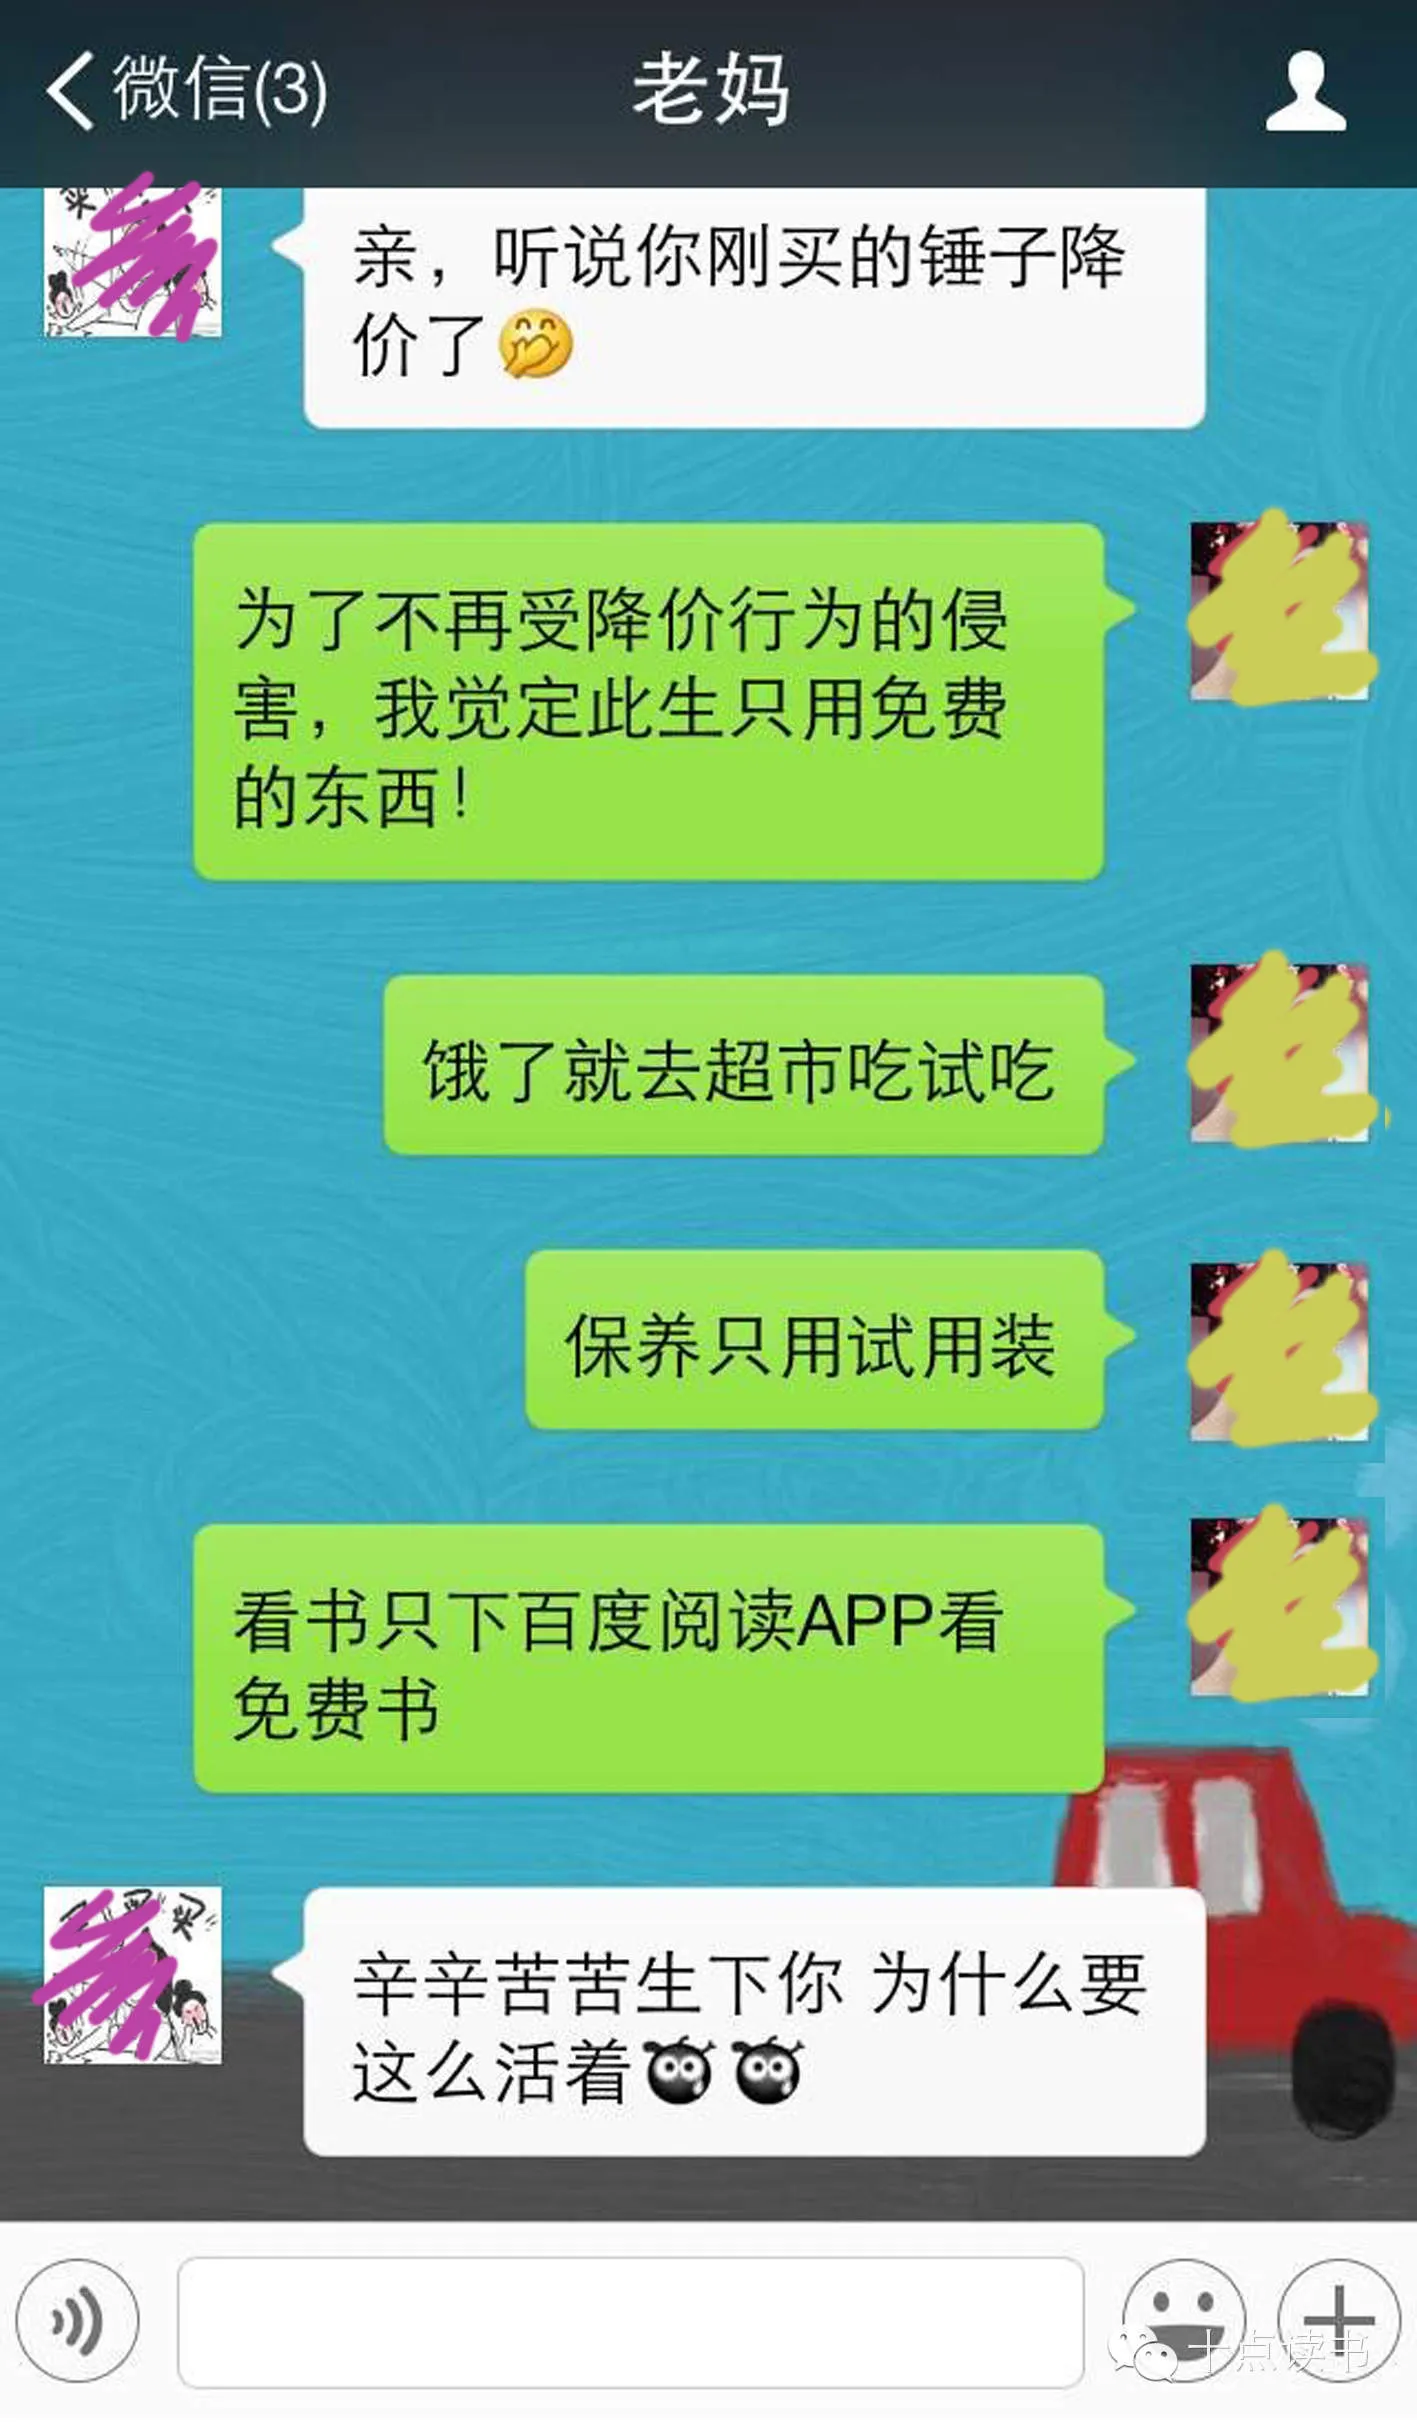 微信(3)
老妈
亲，听说你刚买的锤子降
价了
为了不再受降价行为的侵
害，我觉定此生只用免费
的东西！
饿了就去超市吃试吃
保养只用试用装
看书只下百度阅读APP看
免费书
辛辛苦苦生下你 为什么要
这么活着
十点读书